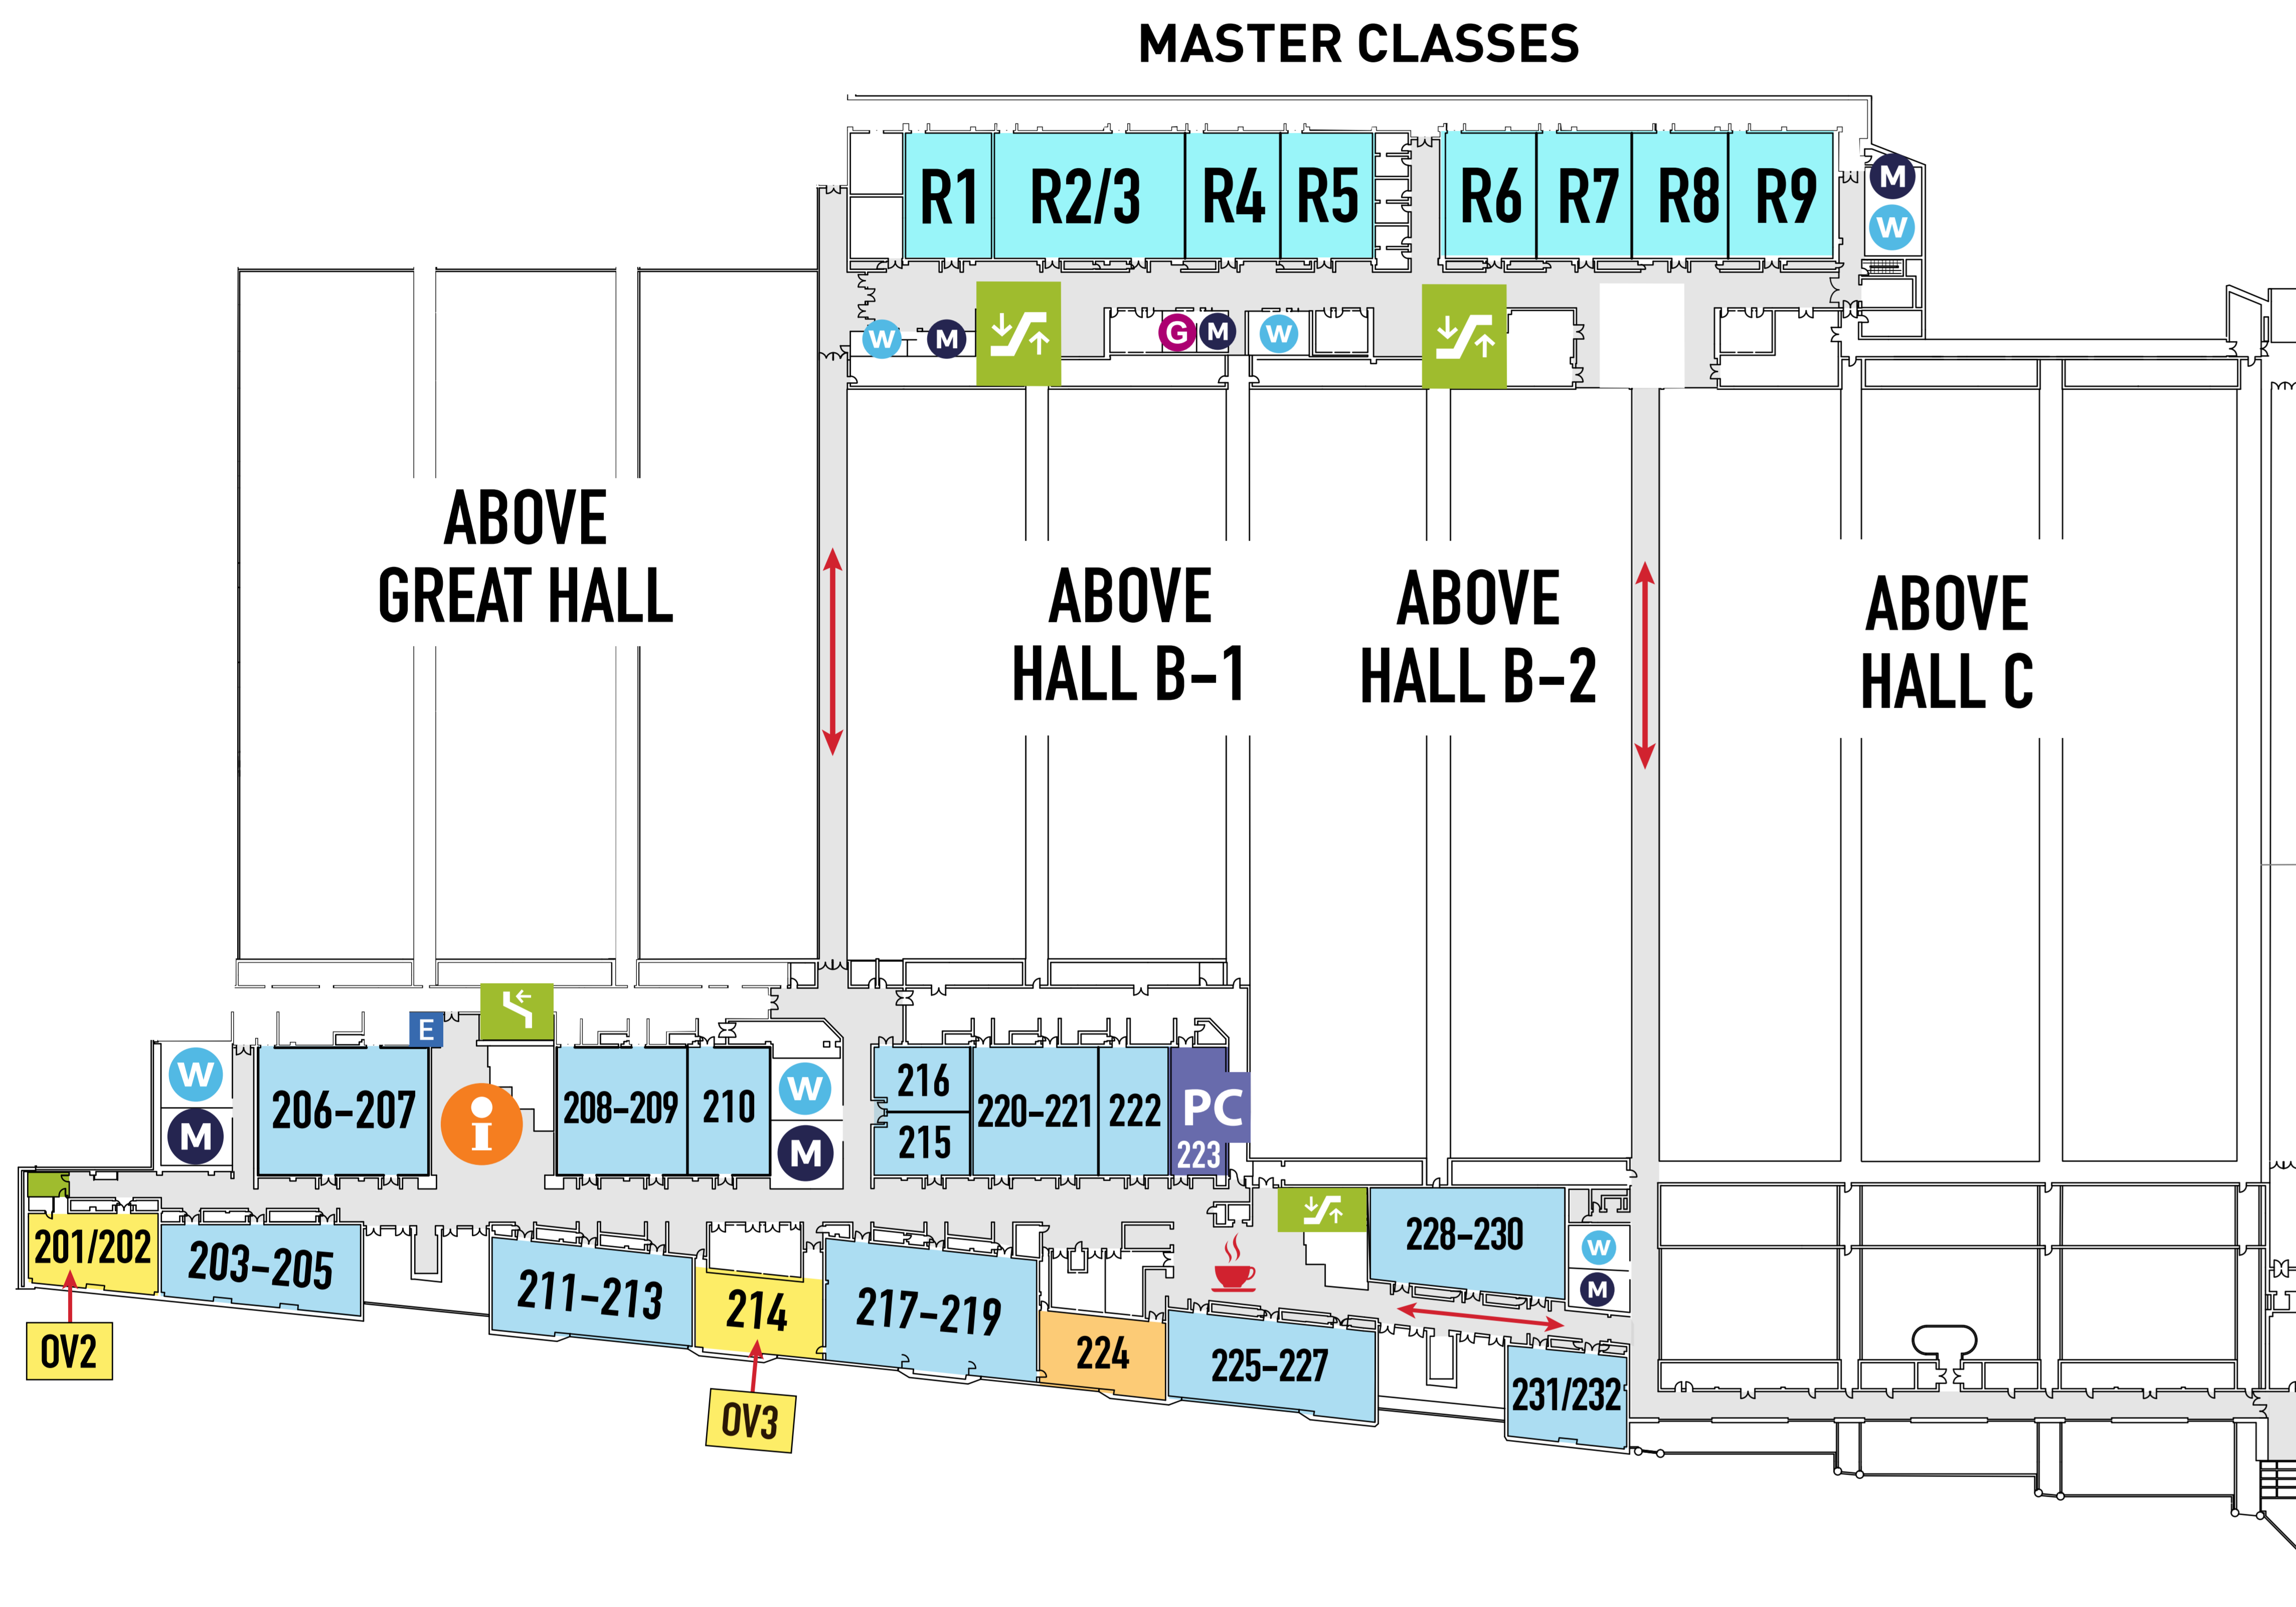 MASTER CLASSES
R1
R2/3
R4
R5
R6
R7
R8
R9
M
W
W
M
G
M
W
ABOVE
GREAT HALL
ABOVE
HALL B-1
ABOVE
HALL B-2
ABOVE
HALL C
E
W
M
206-207
i
208-209
210
W
M
216
215
220-221
222
PC
223
201/202
203-205
211-213
214
217-219
224
225-227
228-230
W
M
231/232
OV2
OV3